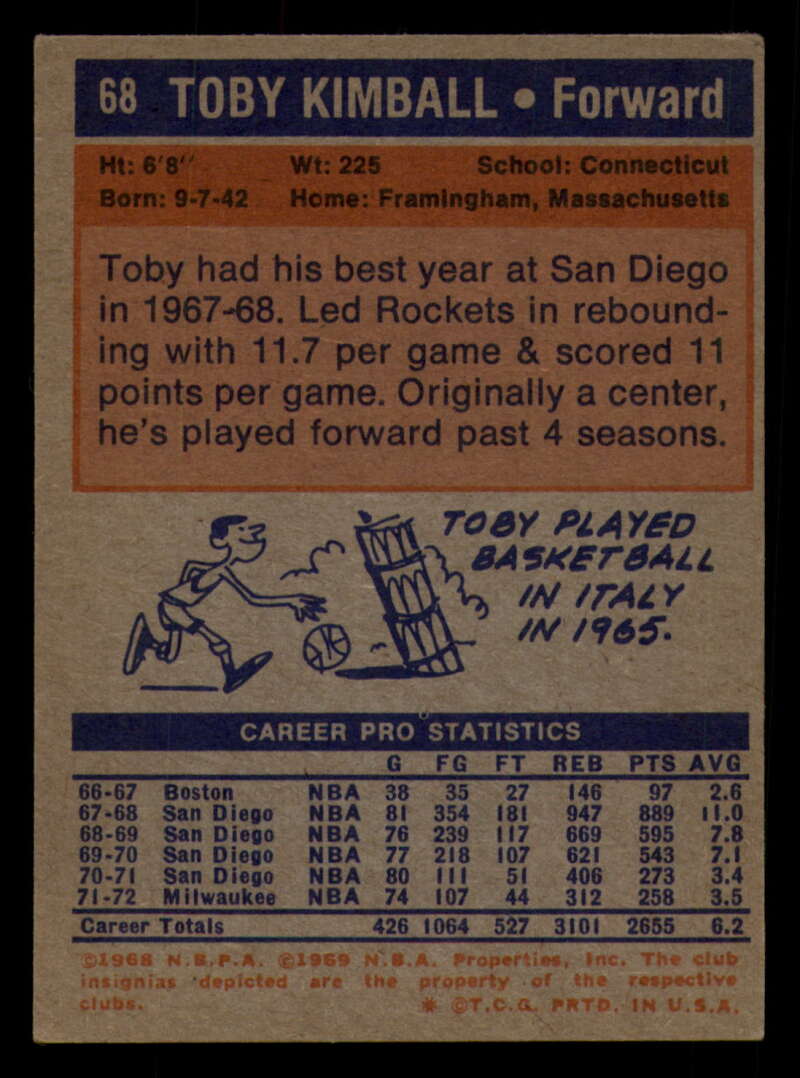 68 TOBY KIMBALL • Forward
Ht: 6'8" Wt: 225 School: Connecticut
Born: 9-7-42 Home: Framingham, Massachusetts
Toby had his best year at San Diego
in 1967-68. Led Rockets in rebound-
ing with 11.7 per game & scored 11
points per game. Originally a center,
he's played forward past 4 seasons.
TOBY PLAYED
BASKETBALL
IN ITALY
IN 1965.
CAREER PRO STATISTICS
G FG FT REB PTS AVG
66-67 Boston NBA 38 35 27 146 97 2.6
67-68 San Diego NBA 81 354 181 947 889 11.0
68-69 San Diego NBA 76 239 117 669 595 7.8
69-70 San Diego NBA 77 218 107 621 543 7.1
70-71 San Diego NBA 80 111 51 406 273 3.4
71-72 Milwaukee NBA 74 107 44 312 258 3.5
Career Totals 426 1064 527 3101 2655 6.2
©1968 N.B.P.A. ©1969 N.B.A. Properties, Inc. The club
insignias depicted are the property of the respective
clubs. * ©T.C.G. PRTD. IN U.S.A.